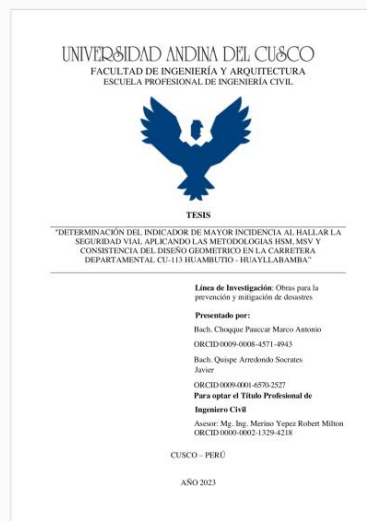 UNIVERSIDAD ANDINA DEL CUSCO
FACULTAD DE INGENIERÍA Y ARQUITECTURA
ESCUELA PROFESIONAL DE INGENIERÍA CIVIL
TESIS
"DETERMINACIÓN DEL INDICADOR DE MAYOR INCIDENCIA AL HALLAR LA
SEGURIDAD VIAL APLICANDO LAS METODOLOGIAS HSM, MSV Y
CONSISTENCIA DEL DISEÑO GEOMETRICO EN LA CARRETERA
DEPARTAMENTAL CU-113 HUAMBUTIO - HUAYLLABAMBA"
Línea de Investigación: Obras para la
prevención y mitigación de desastres
Presentado por:
Bach. Choqque Pauccar Marco Antonio
ORCID 0009-0008-4571-4943
Bach. Quispe Arredondo Socrates
Javier
ORCID 0009-0001-6570-2527
Para optar el Título Profesional de
Ingeniero Civil
Asesor: Mg. Ing. Merino Yepez Robert Milton
ORCID 0000-0002-1329-4218
CUSCO – PERÚ
AÑO 2023